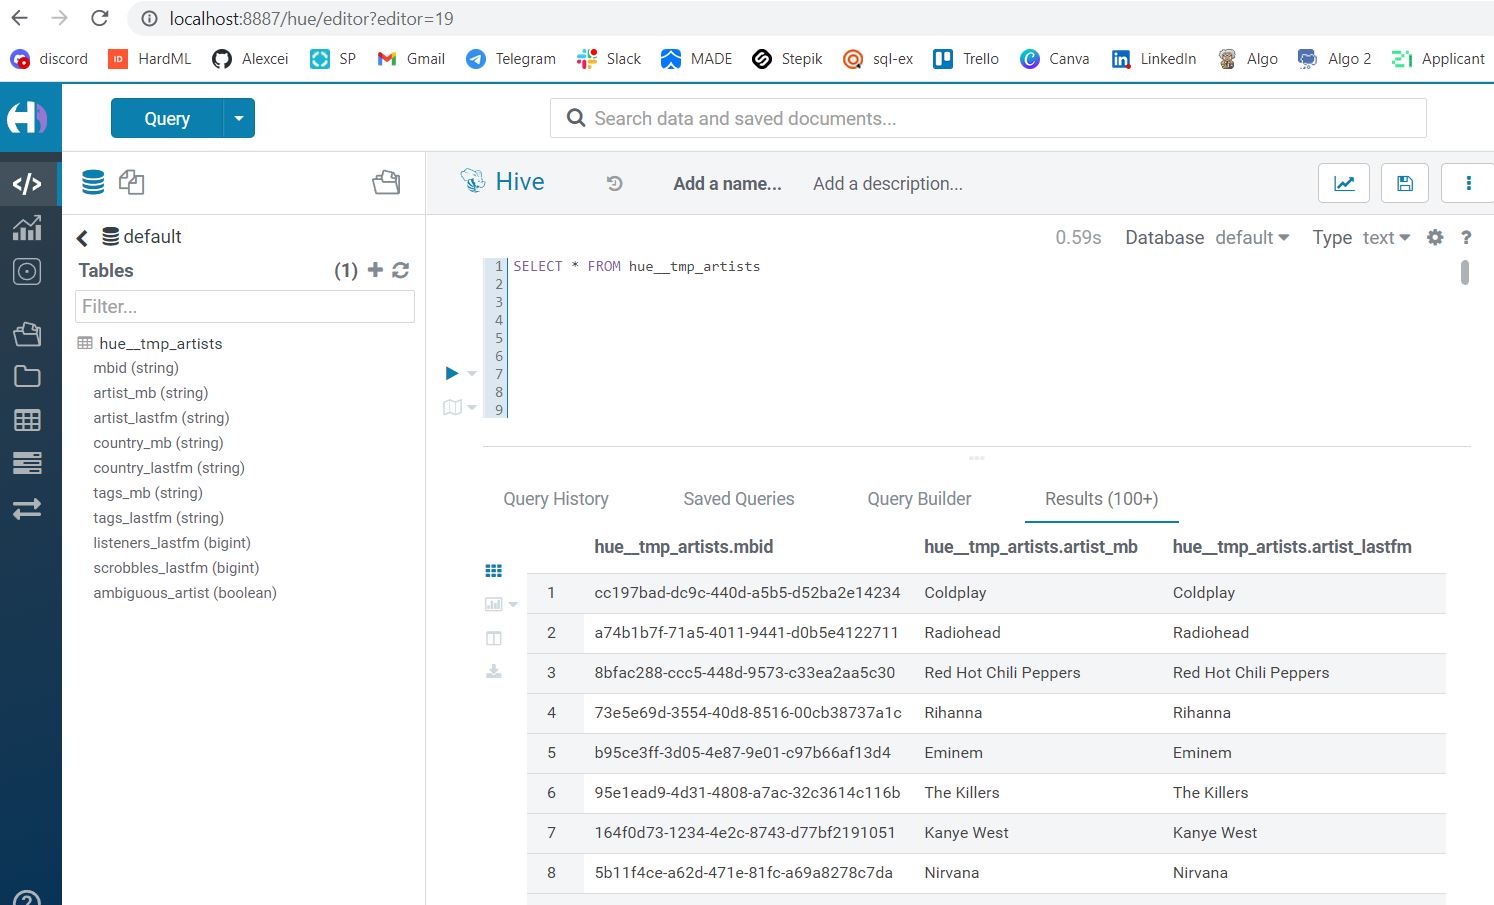 localhost:8887/hue/editor?editor=19
discord HardML Alexcei SP Gmail Telegram Slack MADE Stepik sql-ex Trello Canva LinkedIn Algo Algo 2 Applicant
Query Search data and saved documents...
Hive Add a name... Add a description...
default
0.59s Database default Type text ?
Tables (1)
Filter...
hue__tmp_artists
mbid (string)
artist_mb (string)
artist_lastfm (string)
country_mb (string)
country_lastfm (string)
tags_mb (string)
tags_lastfm (string)
listeners_lastfm (bigint)
scrobbles_lastfm (bigint)
ambiguous_artist (boolean)
1 SELECT * FROM hue__tmp_artists
2
3
4
5
6
7
8
9
Query History Saved Queries Query Builder Results (100+)
hue__tmp_artists.mbid hue__tmp_artists.artist_mb hue__tmp_artists.artist_lastfm
1 cc197bad-dc9c-440d-a5b5-d52ba2e14234 Coldplay Coldplay
2 a74b1b7f-71a5-4011-9441-d0b5e4122711 Radiohead Radiohead
3 8bfac288-ccc5-448d-9573-c33ea2aa5c30 Red Hot Chili Peppers Red Hot Chili Peppers
4 73e5e69d-3554-40d8-8516-00cb38737a1c Rihanna Rihanna
5 b95ce3ff-3d05-4e87-9e01-c97b66af13d4 Eminem Eminem
6 95e1ead9-4d31-4808-a7ac-32c3614c116b The Killers The Killers
7 164f0d73-1234-4e2c-8743-d77bf2191051 Kanye West Kanye West
8 5b11f4ce-a62d-471e-81fc-a69a8278c7da Nirvana Nirvana